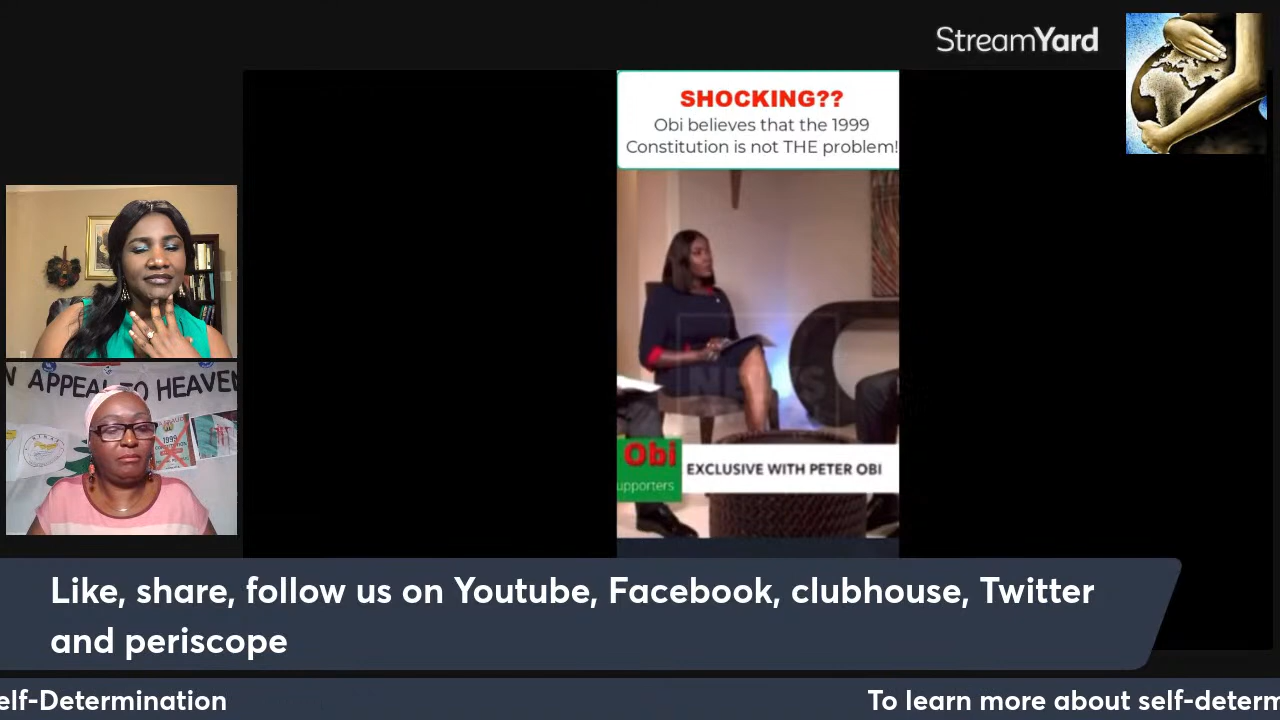 StreamYard
SHOCKING??
Obi believes that the 1999
Constitution is not THE problem!
N APPEAL TO HEAVEN
1999
NEWS
Obi
upporters
EXCLUSIVE WITH PETER OBI
Like, share, follow us on Youtube, Facebook, clubhouse, Twitter
and periscope
elf-Determination
To learn more about self-determ